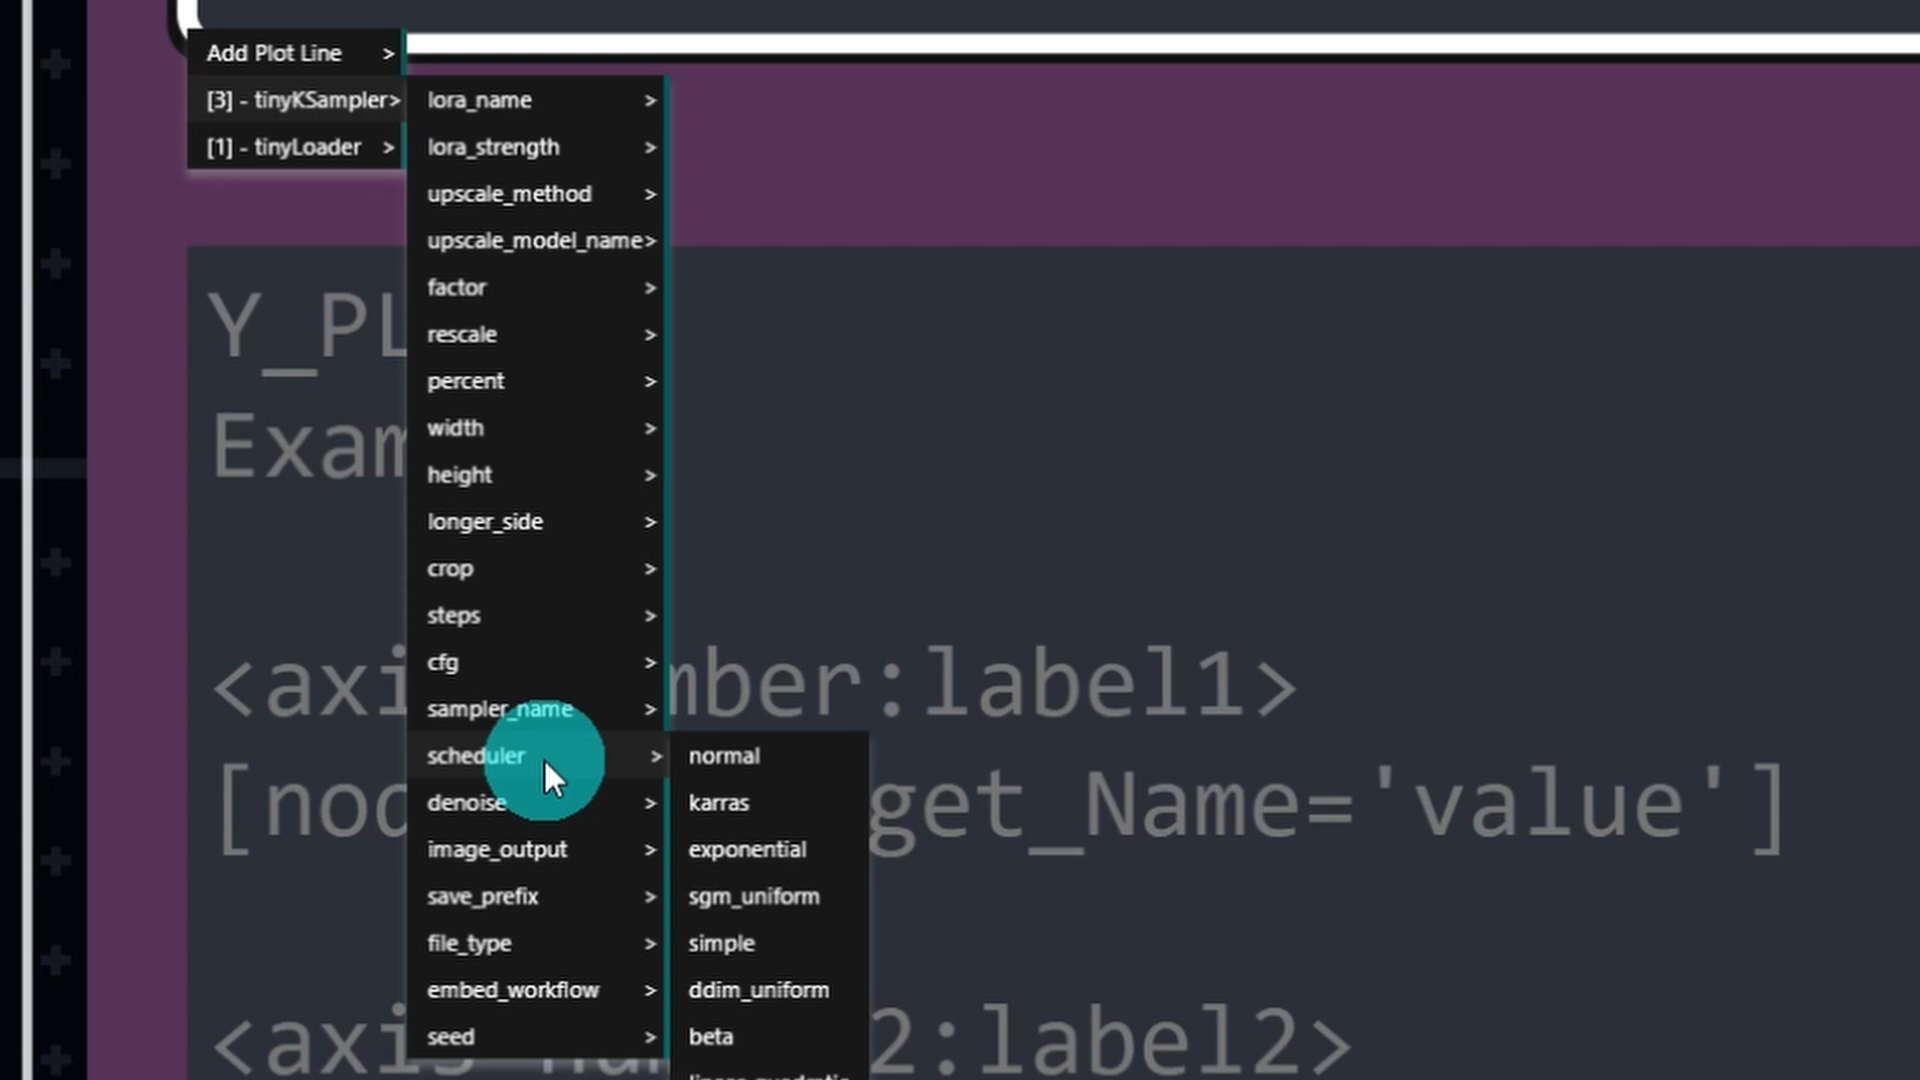 Add Plot Line >
[3] - tinyKSampler>
[1] - tinyLoader >
lora_name >
lora_strength >
upscale_method >
upscale_model_name>
factor >
rescale >
percent >
width >
height >
longer_side >
crop >
steps >
cfg >
sampler_name >
scheduler >
denoise >
image_output >
save_prefix >
file_type >
embed_workflow >
seed >
normal
karras
exponential
sgm_uniform
simple
ddim_uniform
beta
Y_PL
Exam
<axi mber:label1>
[nod get_Name='value']
<axi 2:label2>